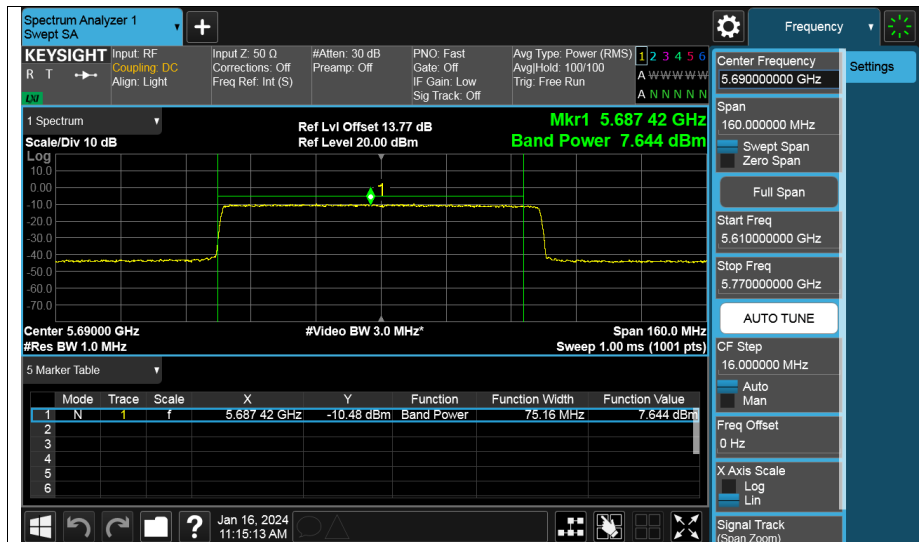 Spectrum Analyzer 1
Swept SA
Frequency
KEYSIGHT
R T
LXI
Input: RF
Coupling: DC
Align: Light
Input Z: 50 Ω
Corrections: Off
Freq Ref: Int (S)
#Atten: 30 dB
Preamp: Off
PNO: Fast
Gate: Off
IF Gain: Low
Sig Track: Off
Avg Type: Power (RMS)
Avg|Hold: 100/100
Trig: Free Run
1 2 3 4 5 6
A W W W W W
A N N N N N
1 Spectrum
Scale/Div 10 dB
Ref Lvl Offset 13.77 dB
Ref Level 20.00 dBm
Mkr1 5.687 42 GHz
Band Power 7.644 dBm
Log
10.0
0.00
-10.0
-20.0
-30.0
-40.0
-50.0
-60.0
-70.0
1
Center 5.69000 GHz
#Res BW 1.0 MHz
#Video BW 3.0 MHz*
Span 160.0 MHz
Sweep 1.00 ms (1001 pts)
5 Marker Table
Mode Trace Scale X Y Function Function Width Function Value
1 N 1 f 5.687 42 GHz -10.48 dBm Band Power 75.16 MHz 7.644 dBm
2
3
4
5
6
Jan 16, 2024
11:15:13 AM
Center Frequency
5.690000000 GHz
Settings
Span
160.000000 MHz
Swept Span
Zero Span
Full Span
Start Freq
5.610000000 GHz
Stop Freq
5.770000000 GHz
AUTO TUNE
CF Step
16.000000 MHz
Auto
Man
Freq Offset
0 Hz
X Axis Scale
Log
Lin
Signal Track
(Span Zoom)